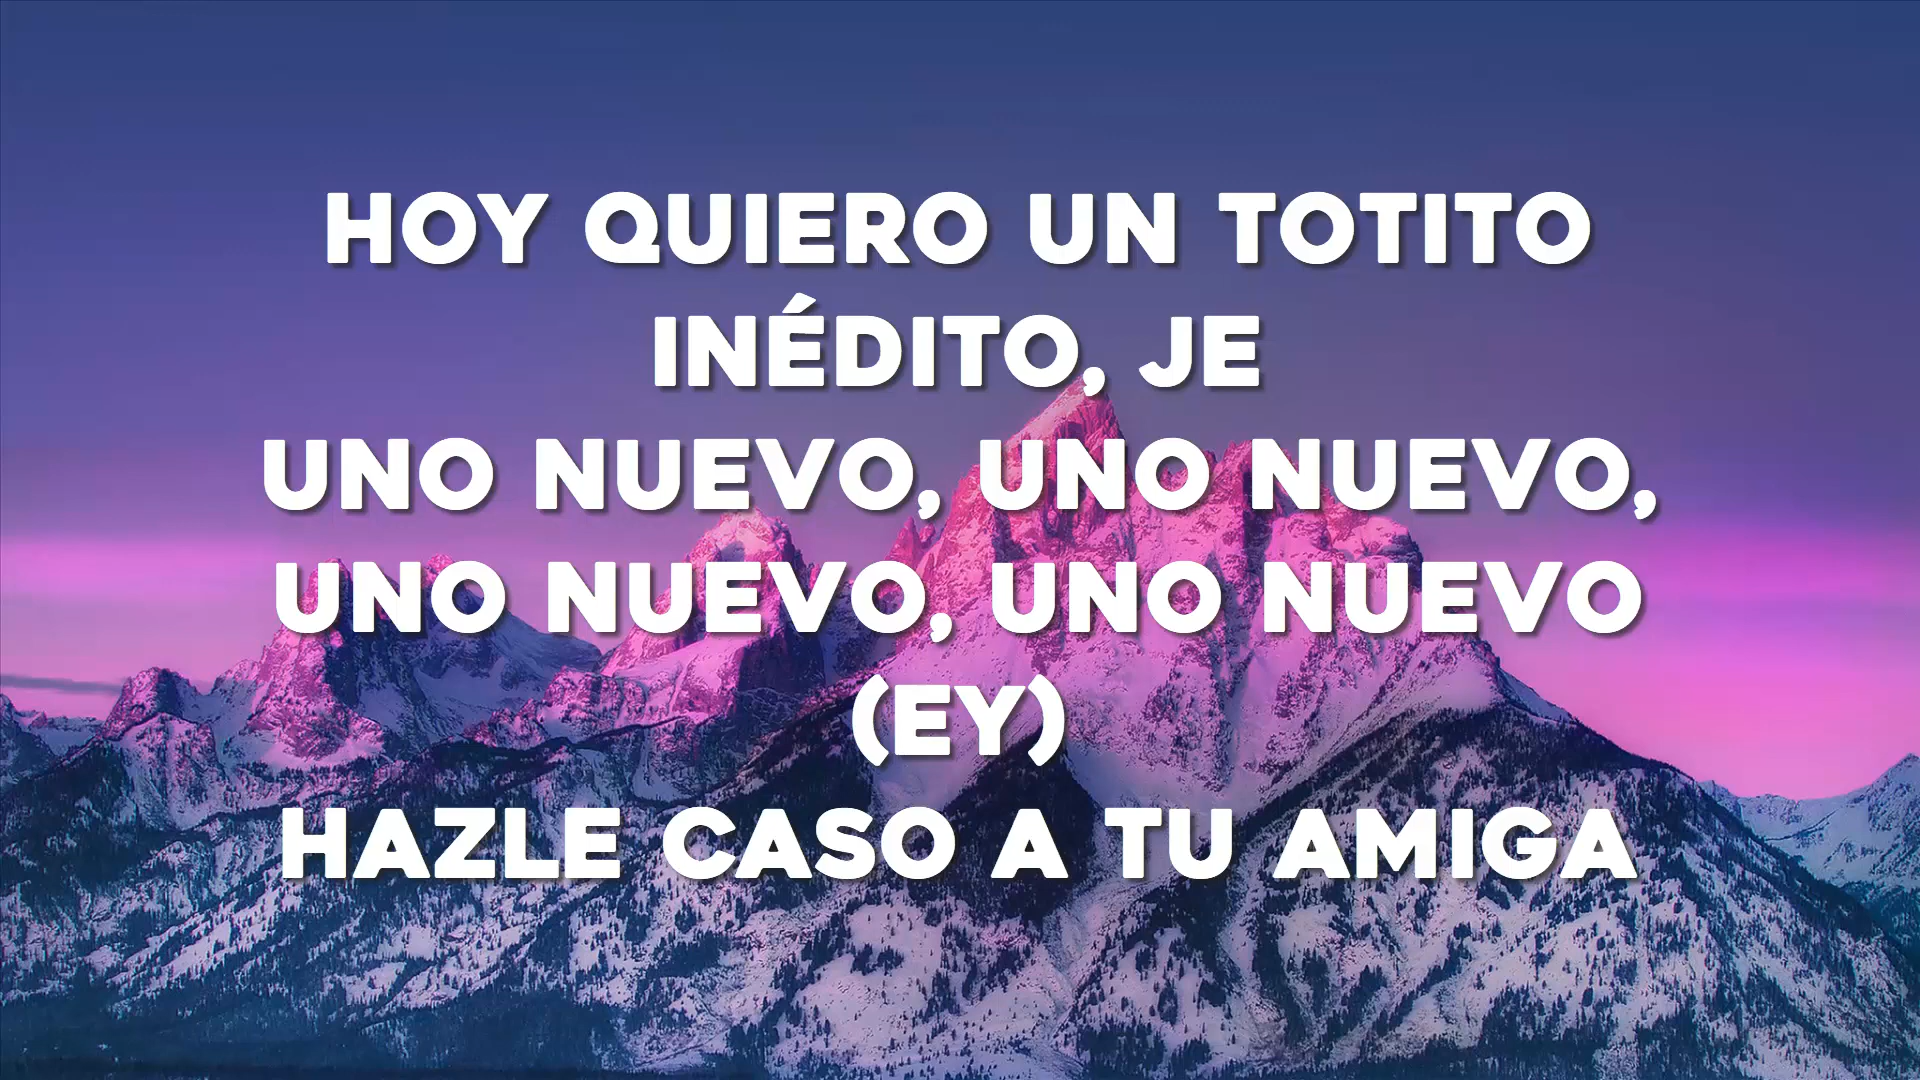 HOY QUIERO UN TOTITO
INÉDITO, JE
UNO NUEVO, UNO NUEVO,
UNO NUEVO, UNO NUEVO
(EY)
HAZLE CASO A TU AMIGA